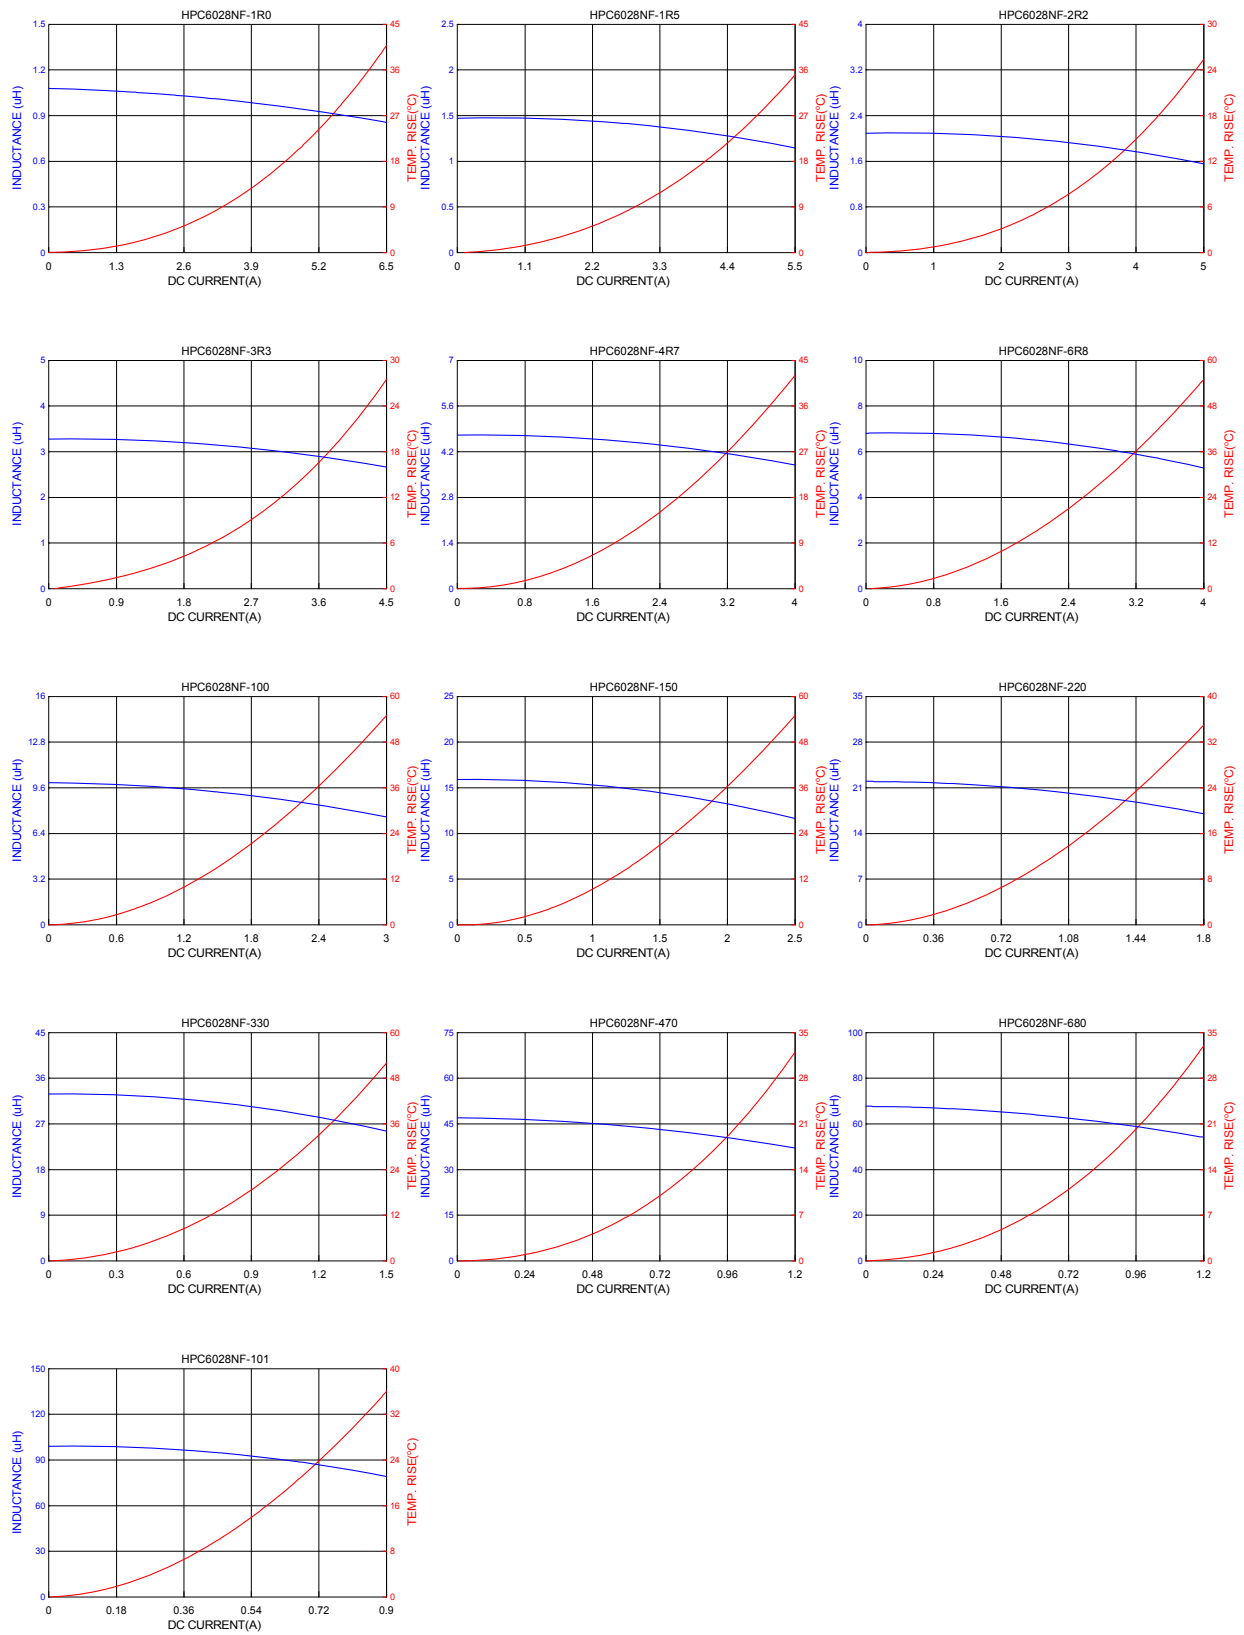 HPC6028NF-1R0 HPC6028NF-1R5 HPC6028NF-2R2
1.5 45 2.5 45 4 30
1.2 36 2 36 3.2 24
0.9 27 1.5 27 2.4 18
0.6 18 1 18 1.6 12
0.3 9 0.5 9 0.8 6
0 0 0 0 0 0
INDUCTANCE (uH) TEMP. RISE(°C) INDUCTANCE (uH) TEMP. RISE(°C) INDUCTANCE (uH) TEMP. RISE(°C)
0 1.3 2.6 3.9 5.2 6.5 0 1.1 2.2 3.3 4.4 5.5 0 1 2 3 4 5
DC CURRENT(A) DC CURRENT(A) DC CURRENT(A)
HPC6028NF-3R3 HPC6028NF-4R7 HPC6028NF-6R8
5 30 7 45 10 60
4 24 5.6 36 8 48
3 18 4.2 27 6 36
2 12 2.8 18 4 24
1 6 1.4 9 2 12
0 0 0 0 0 0
INDUCTANCE (uH) TEMP. RISE(°C) INDUCTANCE (uH) TEMP. RISE(°C) INDUCTANCE (uH) TEMP. RISE(°C)
0 0.9 1.8 2.7 3.6 4.5 0 0.8 1.6 2.4 3.2 4 0 0.8 1.6 2.4 3.2 4
DC CURRENT(A) DC CURRENT(A) DC CURRENT(A)
HPC6028NF-100 HPC6028NF-150 HPC6028NF-220
16 60 25 60 35 40
12.8 48 20 48 28 32
9.6 36 15 36 21 24
6.4 24 10 24 14 16
3.2 12 5 12 7 8
0 0 0 0 0 0
INDUCTANCE (uH) TEMP. RISE(°C) INDUCTANCE (uH) TEMP. RISE(°C) INDUCTANCE (uH) TEMP. RISE(°C)
0 0.6 1.2 1.8 2.4 3 0 0.5 1 1.5 2 2.5 0 0.36 0.72 1.08 1.44 1.8
DC CURRENT(A) DC CURRENT(A) DC CURRENT(A)
HPC6028NF-330 HPC6028NF-470 HPC6028NF-680
45 60 75 35 100 35
36 48 60 28 80 28
27 36 45 21 60 21
18 24 30 14 40 14
9 12 15 7 20 7
0 0 0 0 0 0
INDUCTANCE (uH) TEMP. RISE(°C) INDUCTANCE (uH) TEMP. RISE(°C) INDUCTANCE (uH) TEMP. RISE(°C)
0 0.3 0.6 0.9 1.2 1.5 0 0.24 0.48 0.72 0.96 1.2 0 0.24 0.48 0.72 0.96 1.2
DC CURRENT(A) DC CURRENT(A) DC CURRENT(A)
HPC6028NF-101
150 40
120 32
90 24
60 16
30 8
0 0
INDUCTANCE (uH) TEMP. RISE(°C)
0 0.18 0.36 0.54 0.72 0.9
DC CURRENT(A)